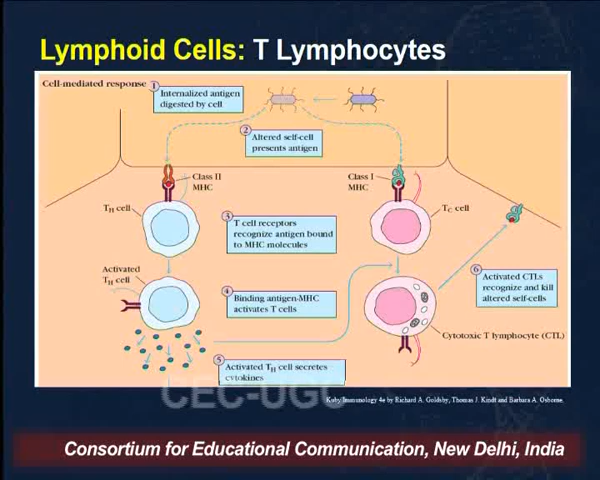 Lymphoid Cells: T Lymphocytes
Cell-mediated response
1
Internalized antigen
digested by cell
2
Altered self-cell
presents antigen
Class II
MHC
Class I
MHC
TH cell
3
T cell receptors
recognize antigen bound
to MHC molecules
TC cell
Activated
TH cell
4
Binding antigen-MHC
activates T cells
6
Activated CTLs
recognize and kill
altered self-cells
Cytotoxic T lymphocyte (CTL)
5
Activated TH cell secretes
cytokines
CEC-UGC
Kuby Immunology 4e by Richard A. Goldsby, Thomas J. Kindt and Barbara A. Osborne.
Consortium for Educational Communication, New Delhi, India